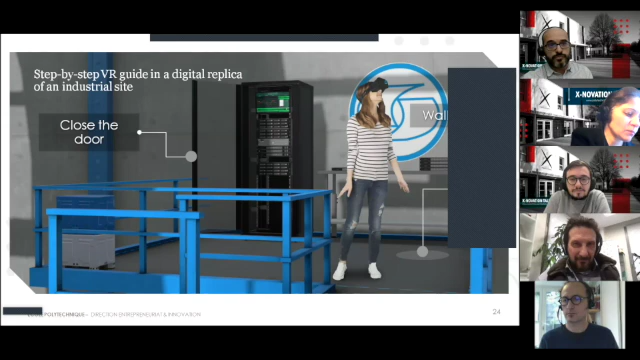 Step-by-step VR guide in a digital replica
of an industrial site
Close the
door
Wal
POLYTECHNIQUE – DIRECTION ENTREPRENEURIAT & INNOVATION
24
X-NOVATION